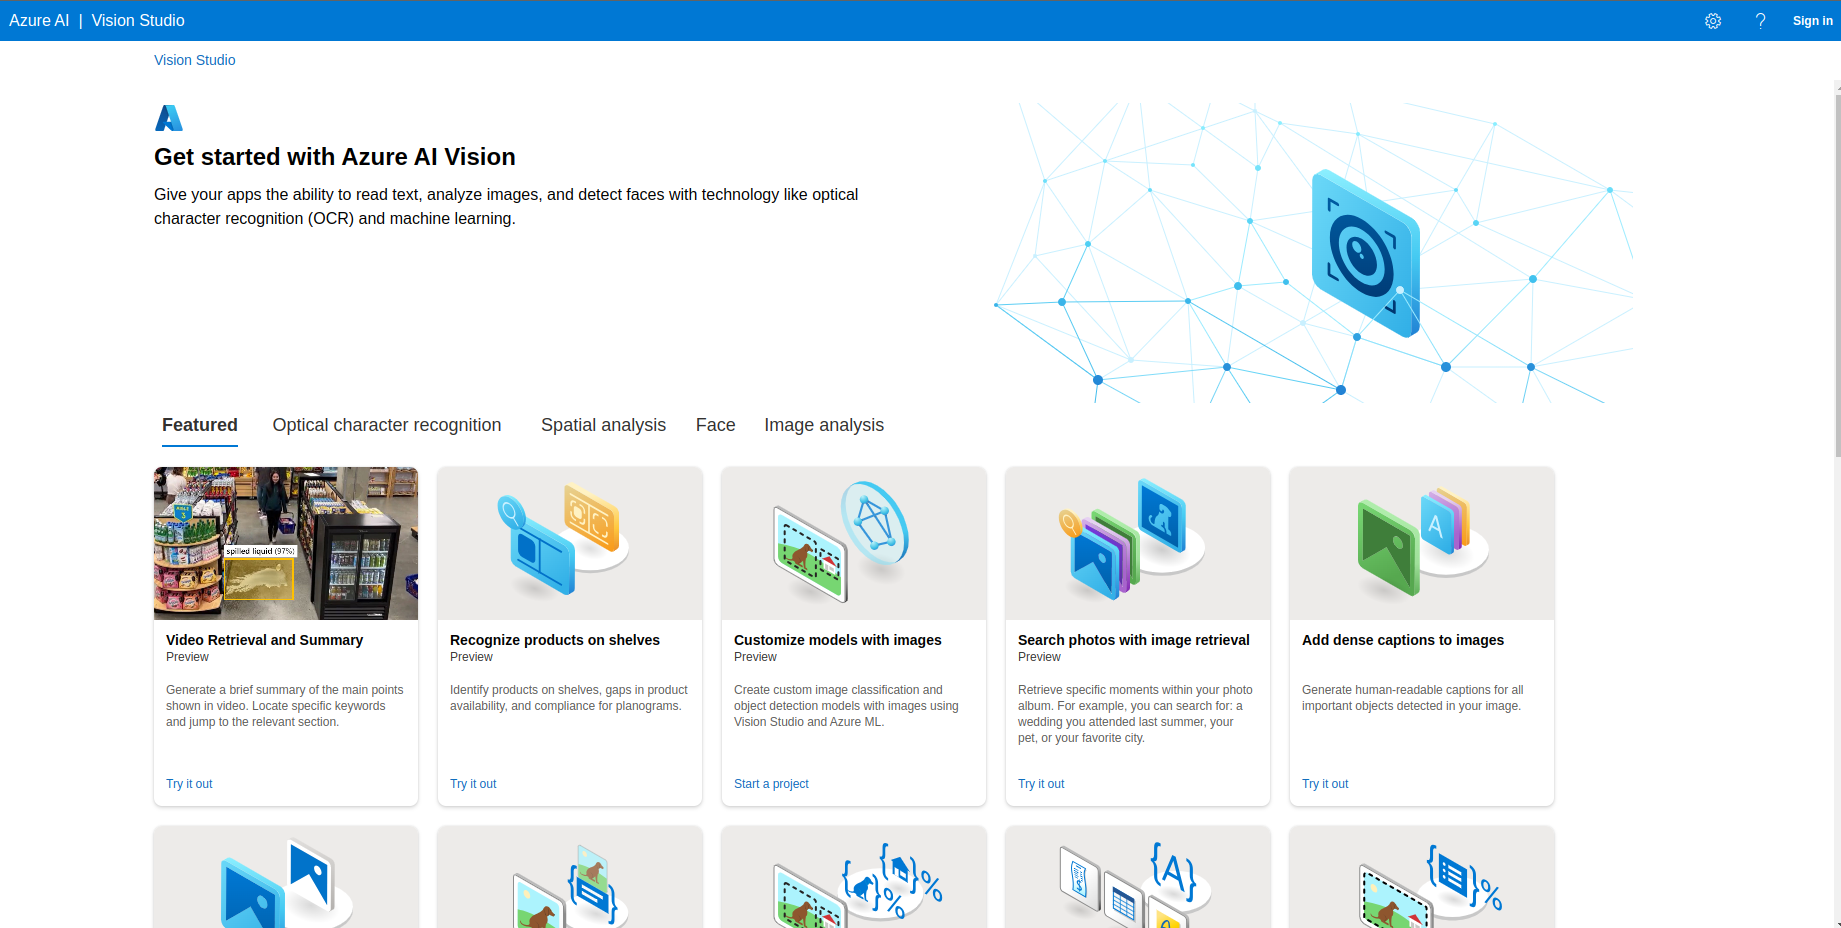 Azure AI | Vision Studio
Sign in
Vision Studio
Get started with Azure AI Vision
Give your apps the ability to read text, analyze images, and detect faces with technology like optical
character recognition (OCR) and machine learning.
Featured
Optical character recognition
Spatial analysis
Face
Image analysis
AISLE
3
spilled liquid (97%)
Video Retrieval and Summary
Preview
Generate a brief summary of the main points
shown in video. Locate specific keywords
and jump to the relevant section.
Try it out
Recognize products on shelves
Preview
Identify products on shelves, gaps in product
availability, and compliance for planograms.
Try it out
Customize models with images
Preview
Create custom image classification and
object detection models with images using
Vision Studio and Azure ML.
Start a project
Search photos with image retrieval
Preview
Retrieve specific moments within your photo
album. For example, you can search for: a
wedding you attended last summer, your
pet, or your favorite city.
Try it out
A
Add dense captions to images
Generate human-readable captions for all
important objects detected in your image.
Try it out
{ } { } %
%
{A}
{ } %